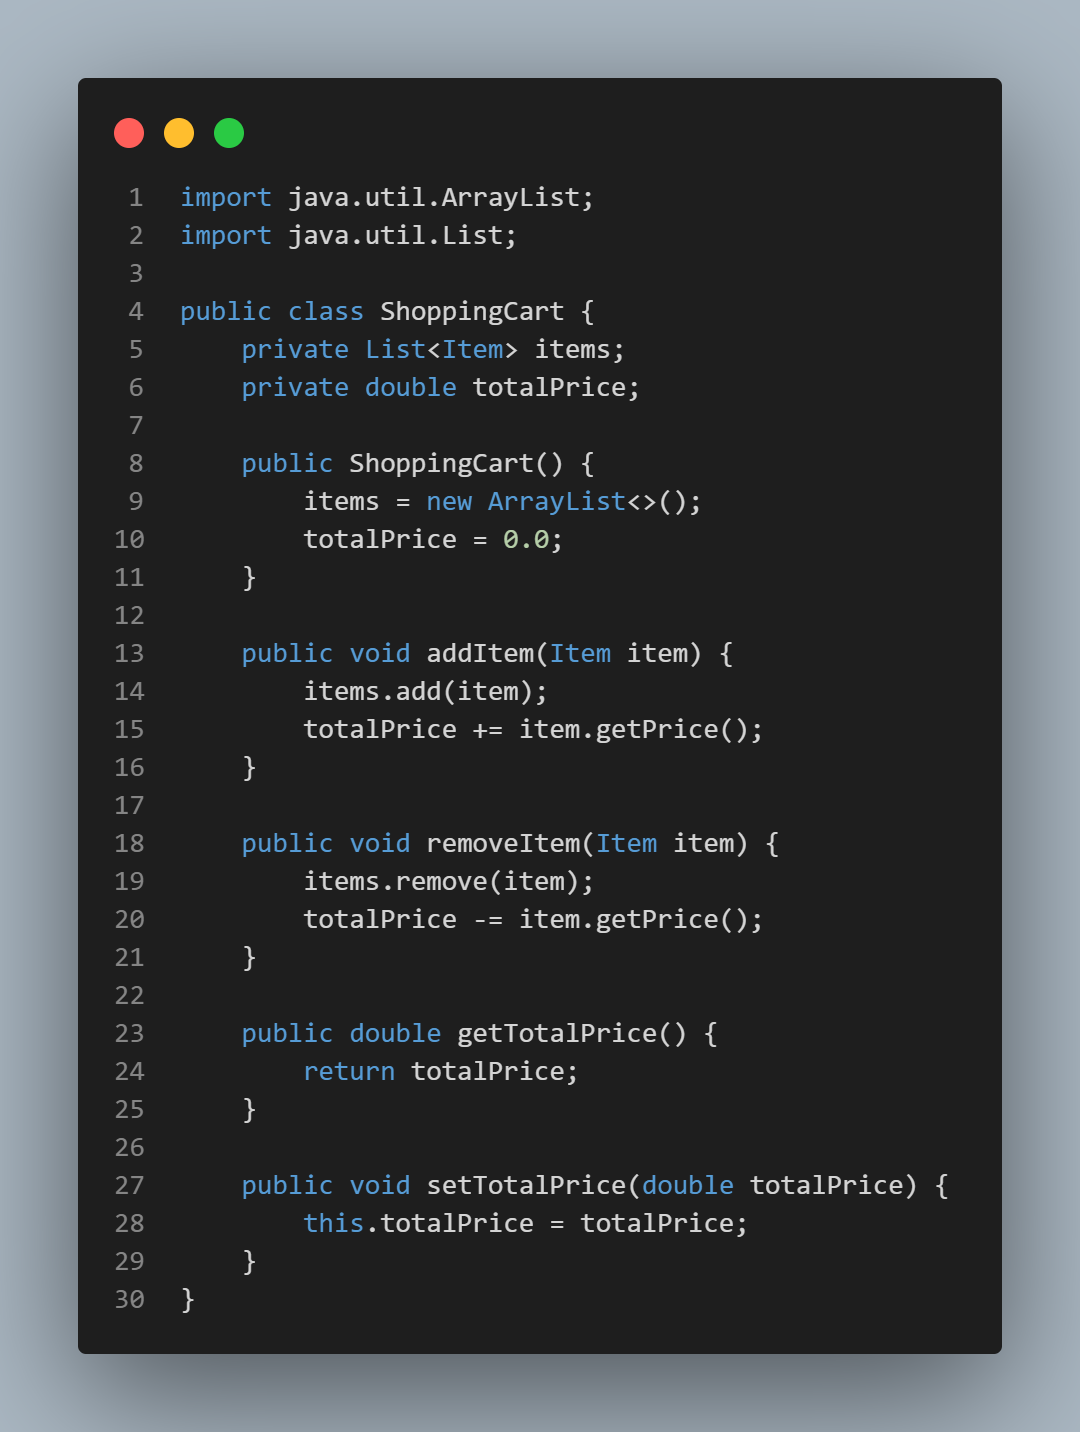 1 import java.util.ArrayList;
2 import java.util.List;
3
4 public class ShoppingCart {
5     private List<Item> items;
6     private double totalPrice;
7
8     public ShoppingCart() {
9         items = new ArrayList<>();
10         totalPrice = 0.0;
11     }
12
13     public void addItem(Item item) {
14         items.add(item);
15         totalPrice += item.getPrice();
16     }
17
18     public void removeItem(Item item) {
19         items.remove(item);
20         totalPrice -= item.getPrice();
21     }
22
23     public double getTotalPrice() {
24         return totalPrice;
25     }
26
27     public void setTotalPrice(double totalPrice) {
28         this.totalPrice = totalPrice;
29     }
30 }